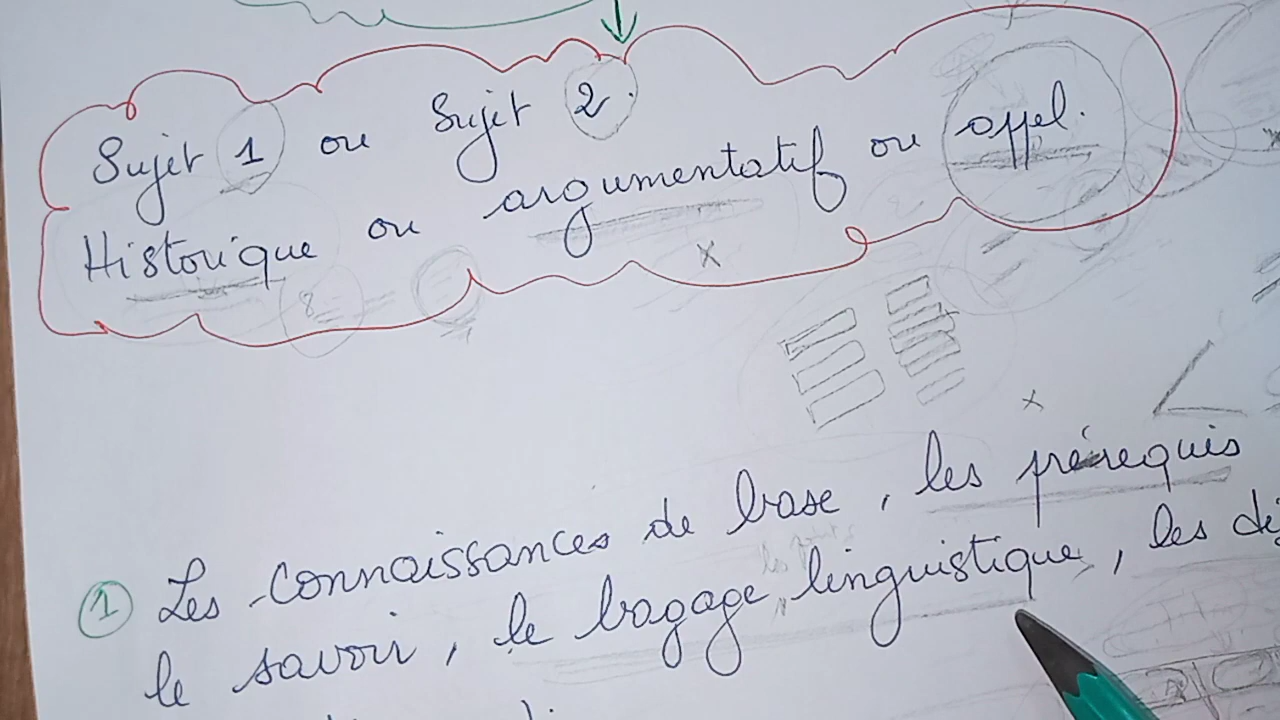 Sujet 1 ou Sujet 2.
Historique ou argumentatif ou appel.
① Les connaissances de base, les prérequis
le savoir, le bagage linguistique, les